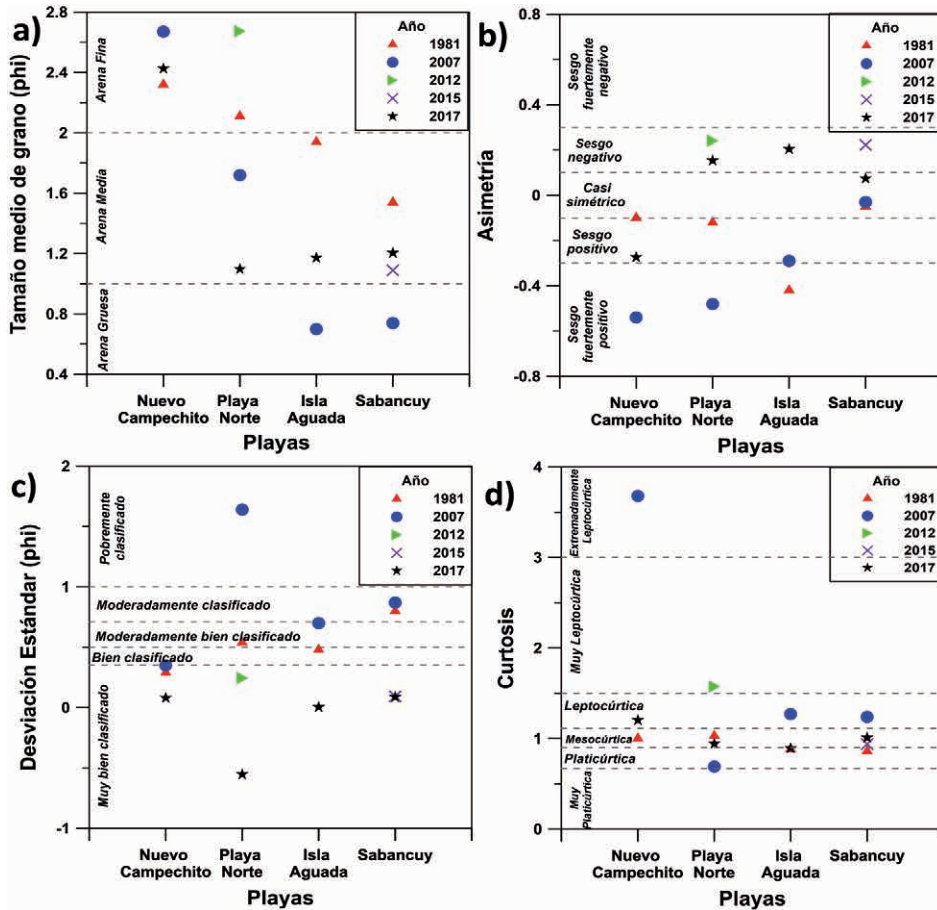 a)
Tamaño medio de grano (phi)
2.8
2.4
2
1.6
1.2
0.8
0.4
Arena Fina
Arena Media
Arena Gruesa
Año
1981
2007
2012
2015
2017
Nuevo
Campechito
Playa
Norte
Isla
Aguada
Sabancuy
Playas
b)
Asimetría
0.8
0.4
0
-0.4
-0.8
Sesgo
fuertemente
negativo
Sesgo
negativo
Casi
simétrico
Sesgo
positivo
Sesgo
fuertemente
positivo
Año
1981
2007
2012
2015
2017
Nuevo
Campechito
Playa
Norte
Isla
Aguada
Sabancuy
Playas
c)
Desviación Estándar (phi)
2
1
0
-1
Pobremente
clasificado
Moderadamente clasificado
Moderadamente bien clasificado
Bien clasificado
Muy bien clasificado
Año
1981
2007
2012
2015
2017
Nuevo
Campechito
Playa
Norte
Isla
Aguada
Sabancuy
Playas
d)
Curtosis
4
3
2
1
0
Extremadamente
Leptocúrtica
Muy Leptocúrtica
Leptocúrtica
Mesocúrtica
Platicúrtica
Muy
Platicúrtica
Año
1981
2007
2012
2015
2017
Nuevo
Campechito
Playa
Norte
Isla
Aguada
Sabancuy
Playas